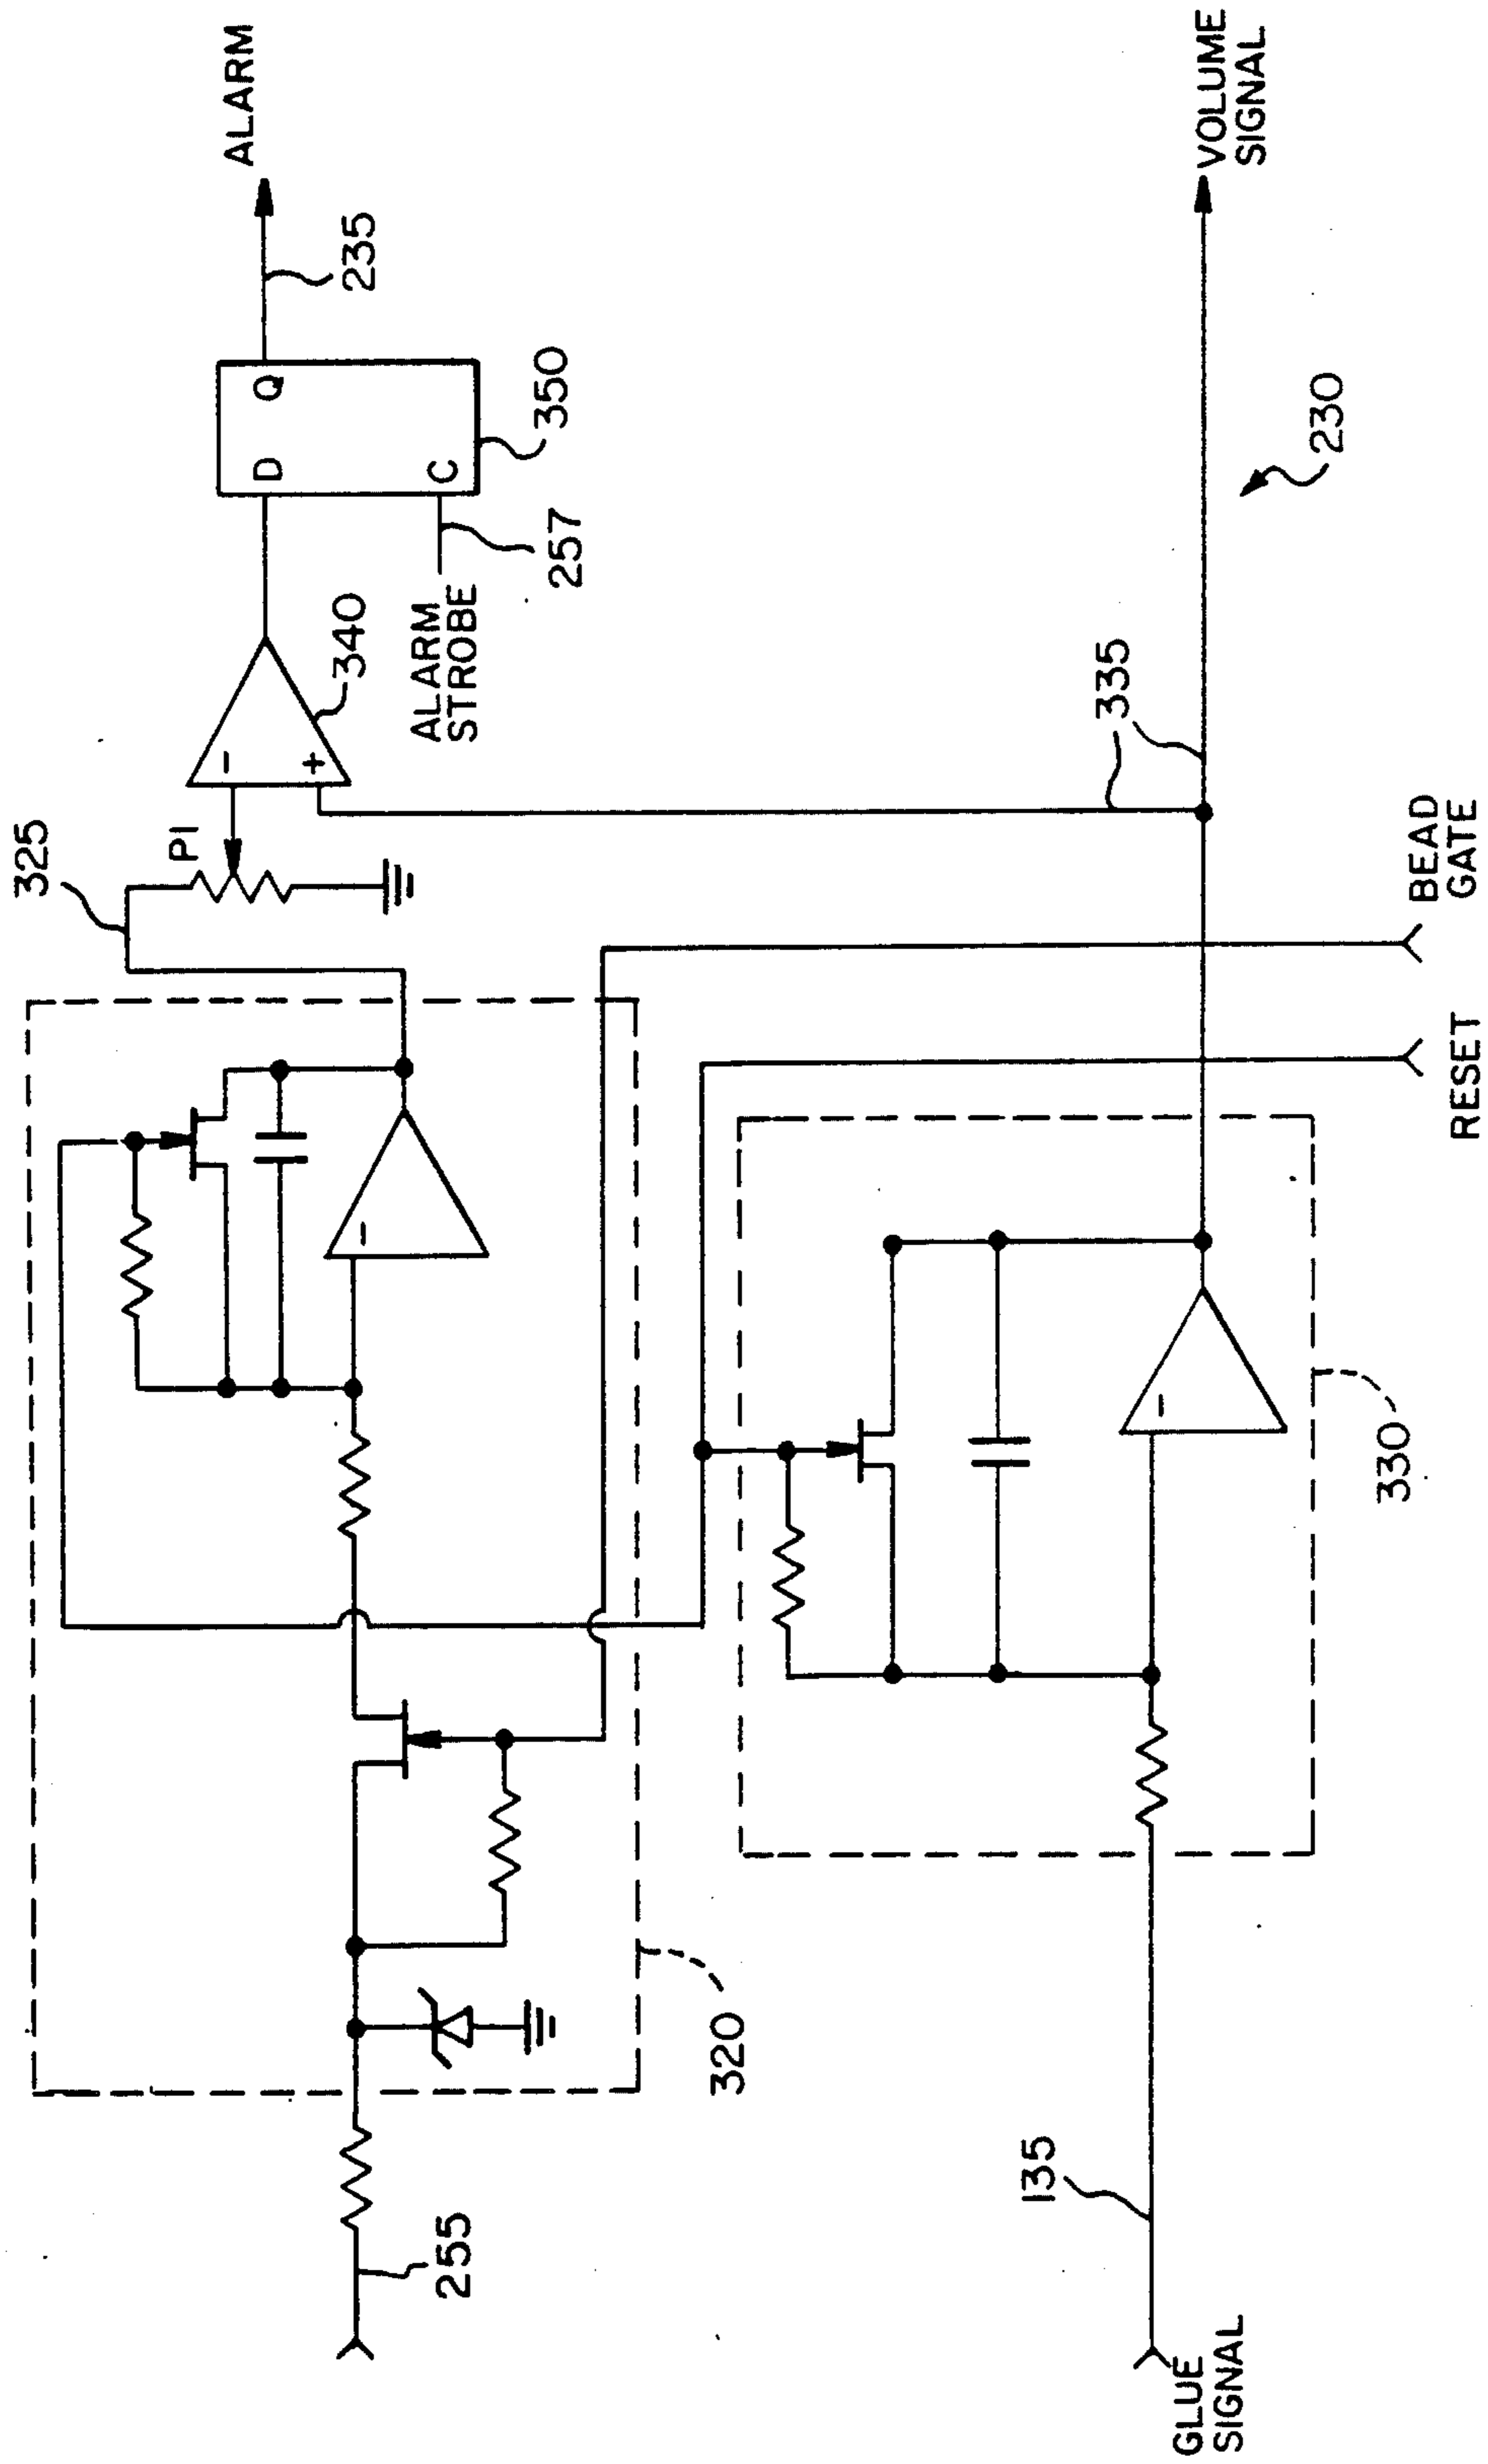 325
P1
-
+
340
D
Q
C
350
235
ALARM
ALARM
STROBE
257
-
255
320
335
230
VOLUME
SIGNAL
-
330
135
GLUE
SIGNAL
RESET
BEAD
GATE